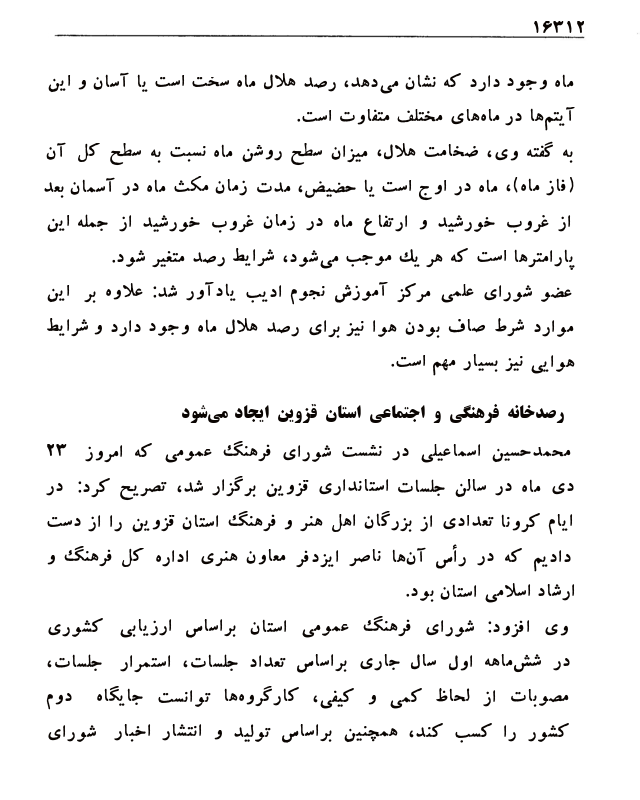 ۱۶۳۱۲
ماه وجود دارد که نشان می‌دهد، رصد هلال ماه سخت است یا آسان و این
آیتم‌ها در ماه‌های مختلف متفاوت است.
به گفته وی، ضخامت هلال، میزان سطح روشن ماه نسبت به سطح کل آن
(فاز ماه)، ماه در اوج است یا حضیض، مدت زمان مکث ماه در آسمان بعد
از غروب خورشید و ارتفاع ماه در زمان غروب خورشید از جمله این
پارامترها است که هر یك موجب می‌شود، شرایط رصد متغیر شود.
عضو شورای علمی مرکز آموزش نجوم ادیب یادآور شد: علاوه بر این
موارد شرط صاف بودن هوا نیز برای رصد هلال ماه وجود دارد و شرایط
هوایی نیز بسیار مهم است.
رصدخانه فرهنگی و اجتماعی استان قزوین ایجاد می‌شود
محمدحسین اسماعیلی در نشست شورای فرهنگ عمومی که امروز ۲۳
دی ماه در سالن جلسات استانداری قزوین برگزار شد، تصریح کرد: در
ایام کرونا تعدادی از بزرگان اهل هنر و فرهنگ استان قزوین را از دست
دادیم که در رأس آن‌ها ناصر ایزدفر معاون هنری اداره کل فرهنگ و
ارشاد اسلامی استان بود.
وی افزود: شورای فرهنگ عمومی استان براساس ارزیابی کشوری
در شش‌ماهه اول سال جاری براساس تعداد جلسات، استمرار جلسات،
مصوبات از لحاظ کمی و کیفی، کارگروه‌ها توانست جایگاه دوم
کشور را کسب کند، همچنین براساس تولید و انتشار اخبار شورای